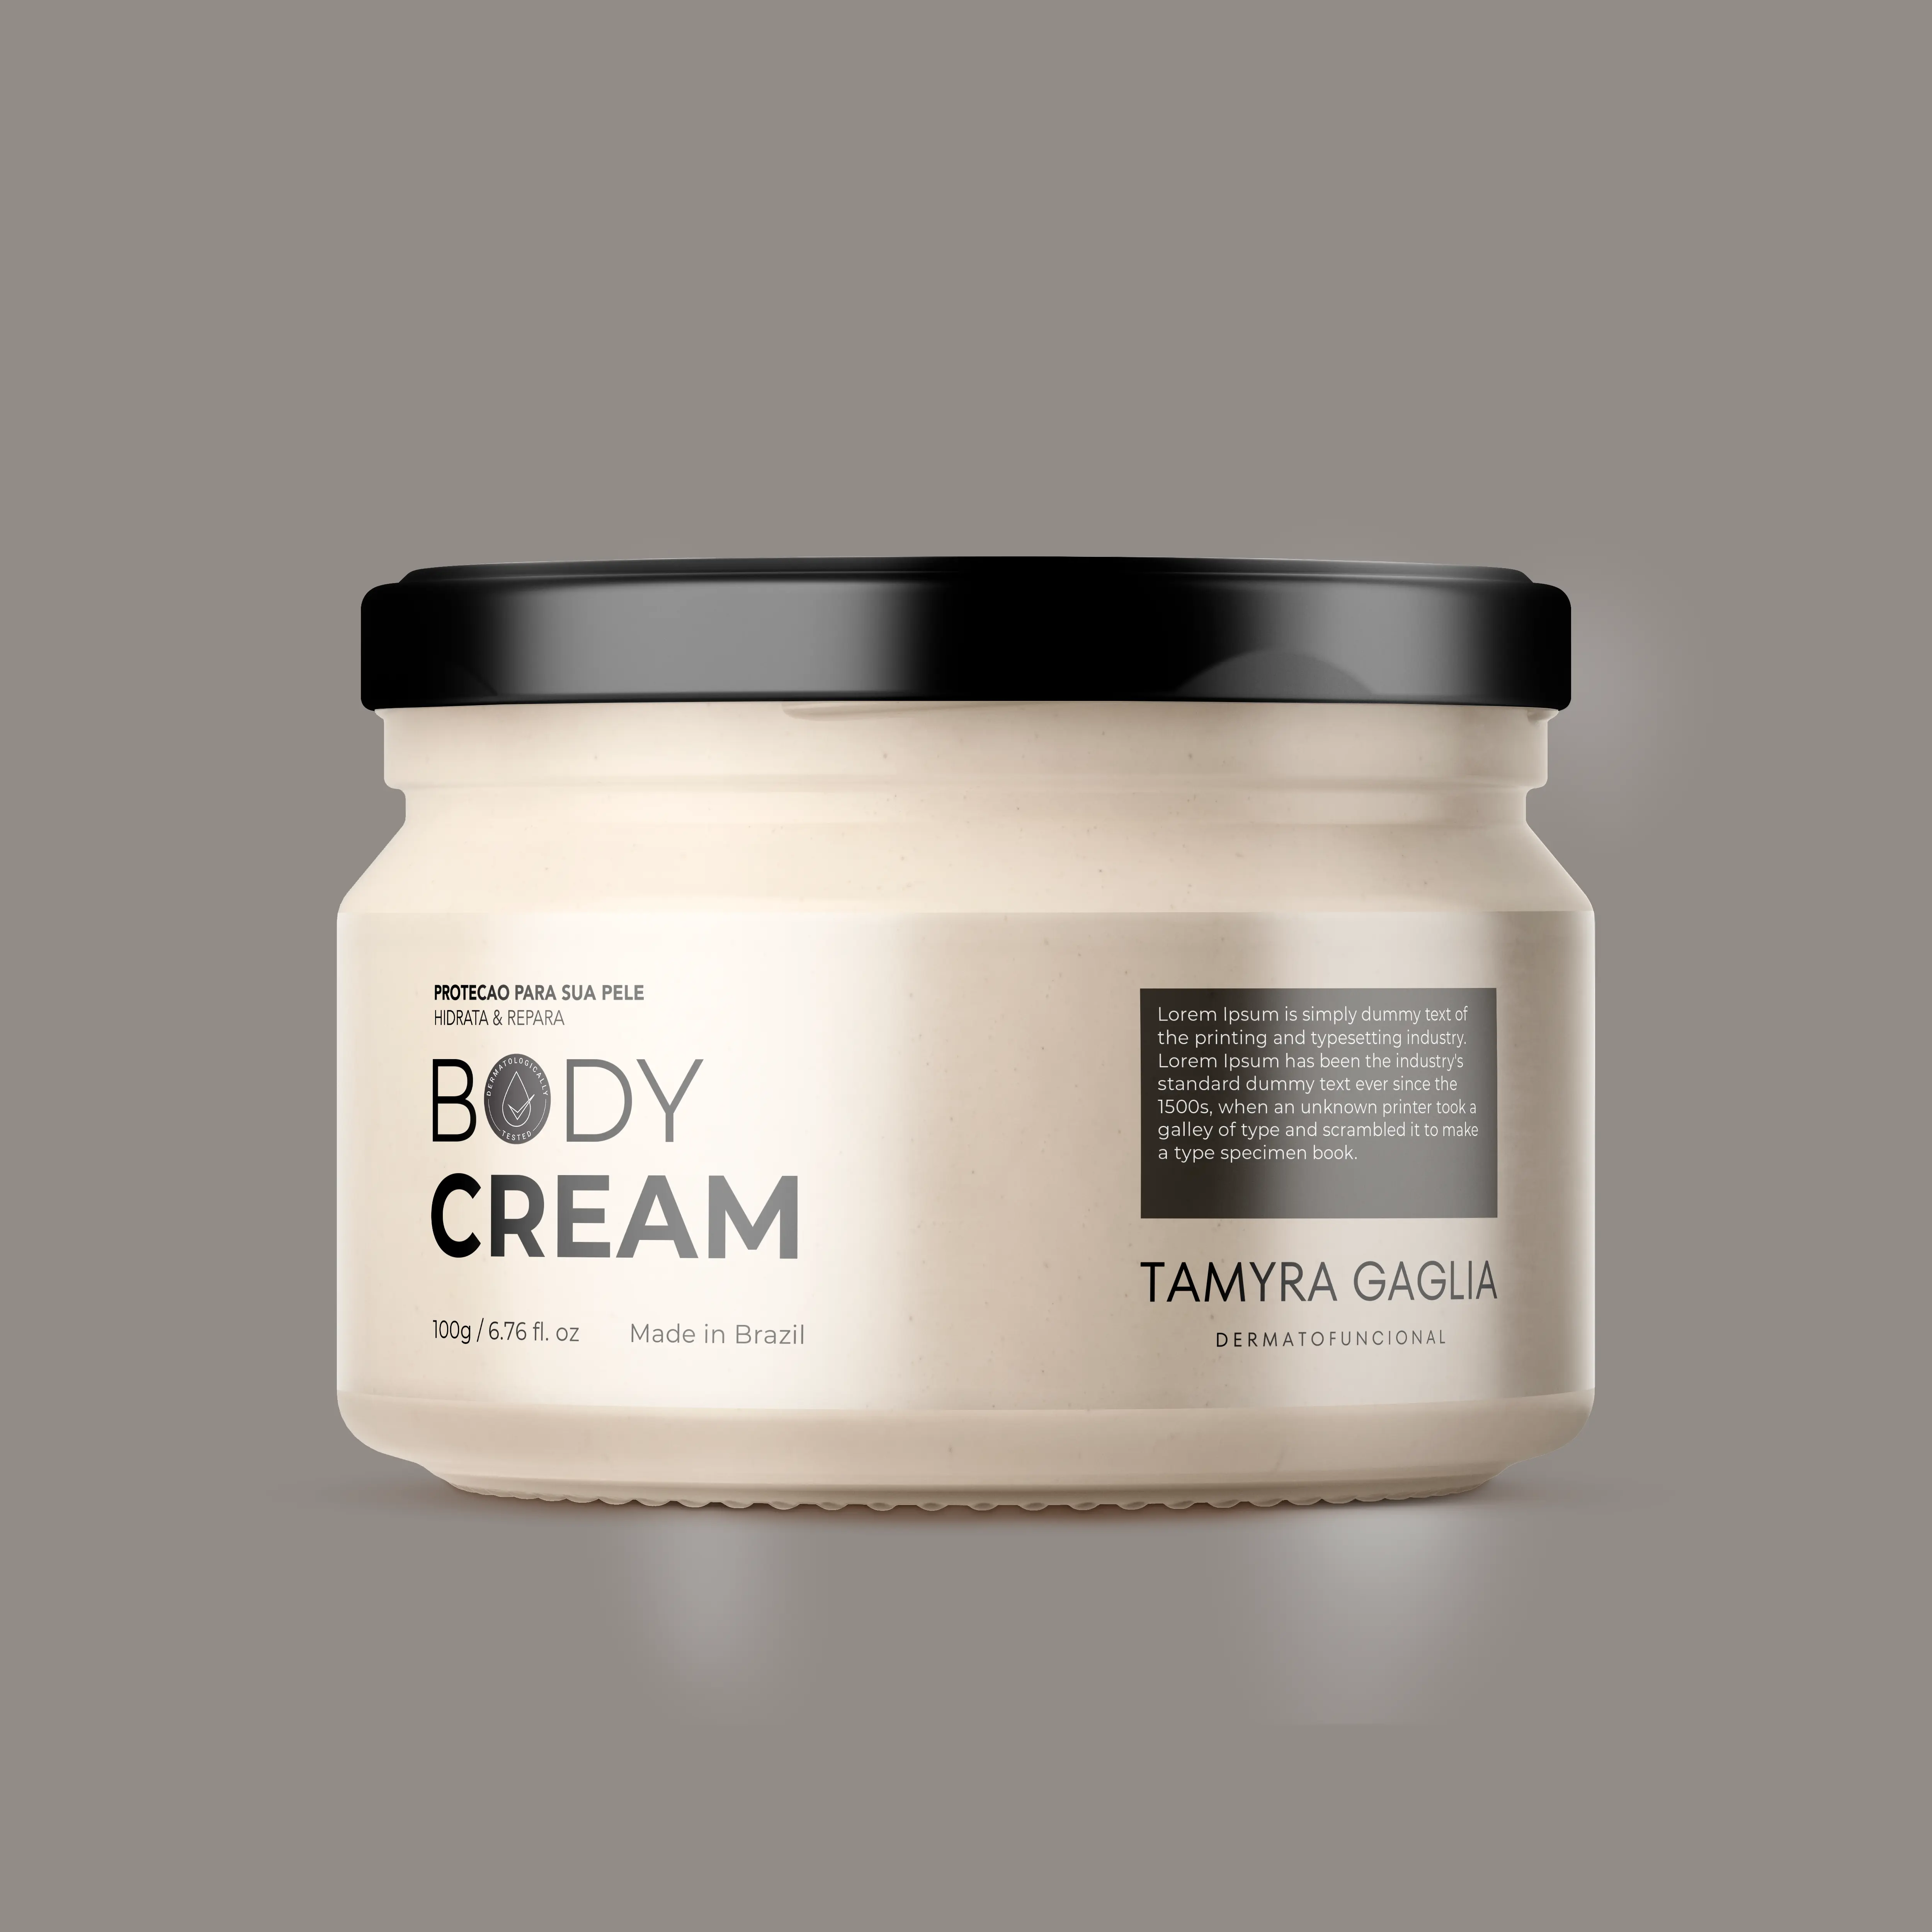 PROTECAO PARA SUA PELE
HIDRATA & REPARA
BODY
DERMATOLOGICALLY
TESTED
CREAM
100g / 6.76 fl. oz
Made in Brazil
Lorem Ipsum is simply dummy text of
the printing and typesetting industry.
Lorem Ipsum has been the industry's
standard dummy text ever since the
1500s, when an unknown printer took a
galley of type and scrambled it to make
a type specimen book.
TAMYRA GAGLIA
DERMATOFUNCIONAL